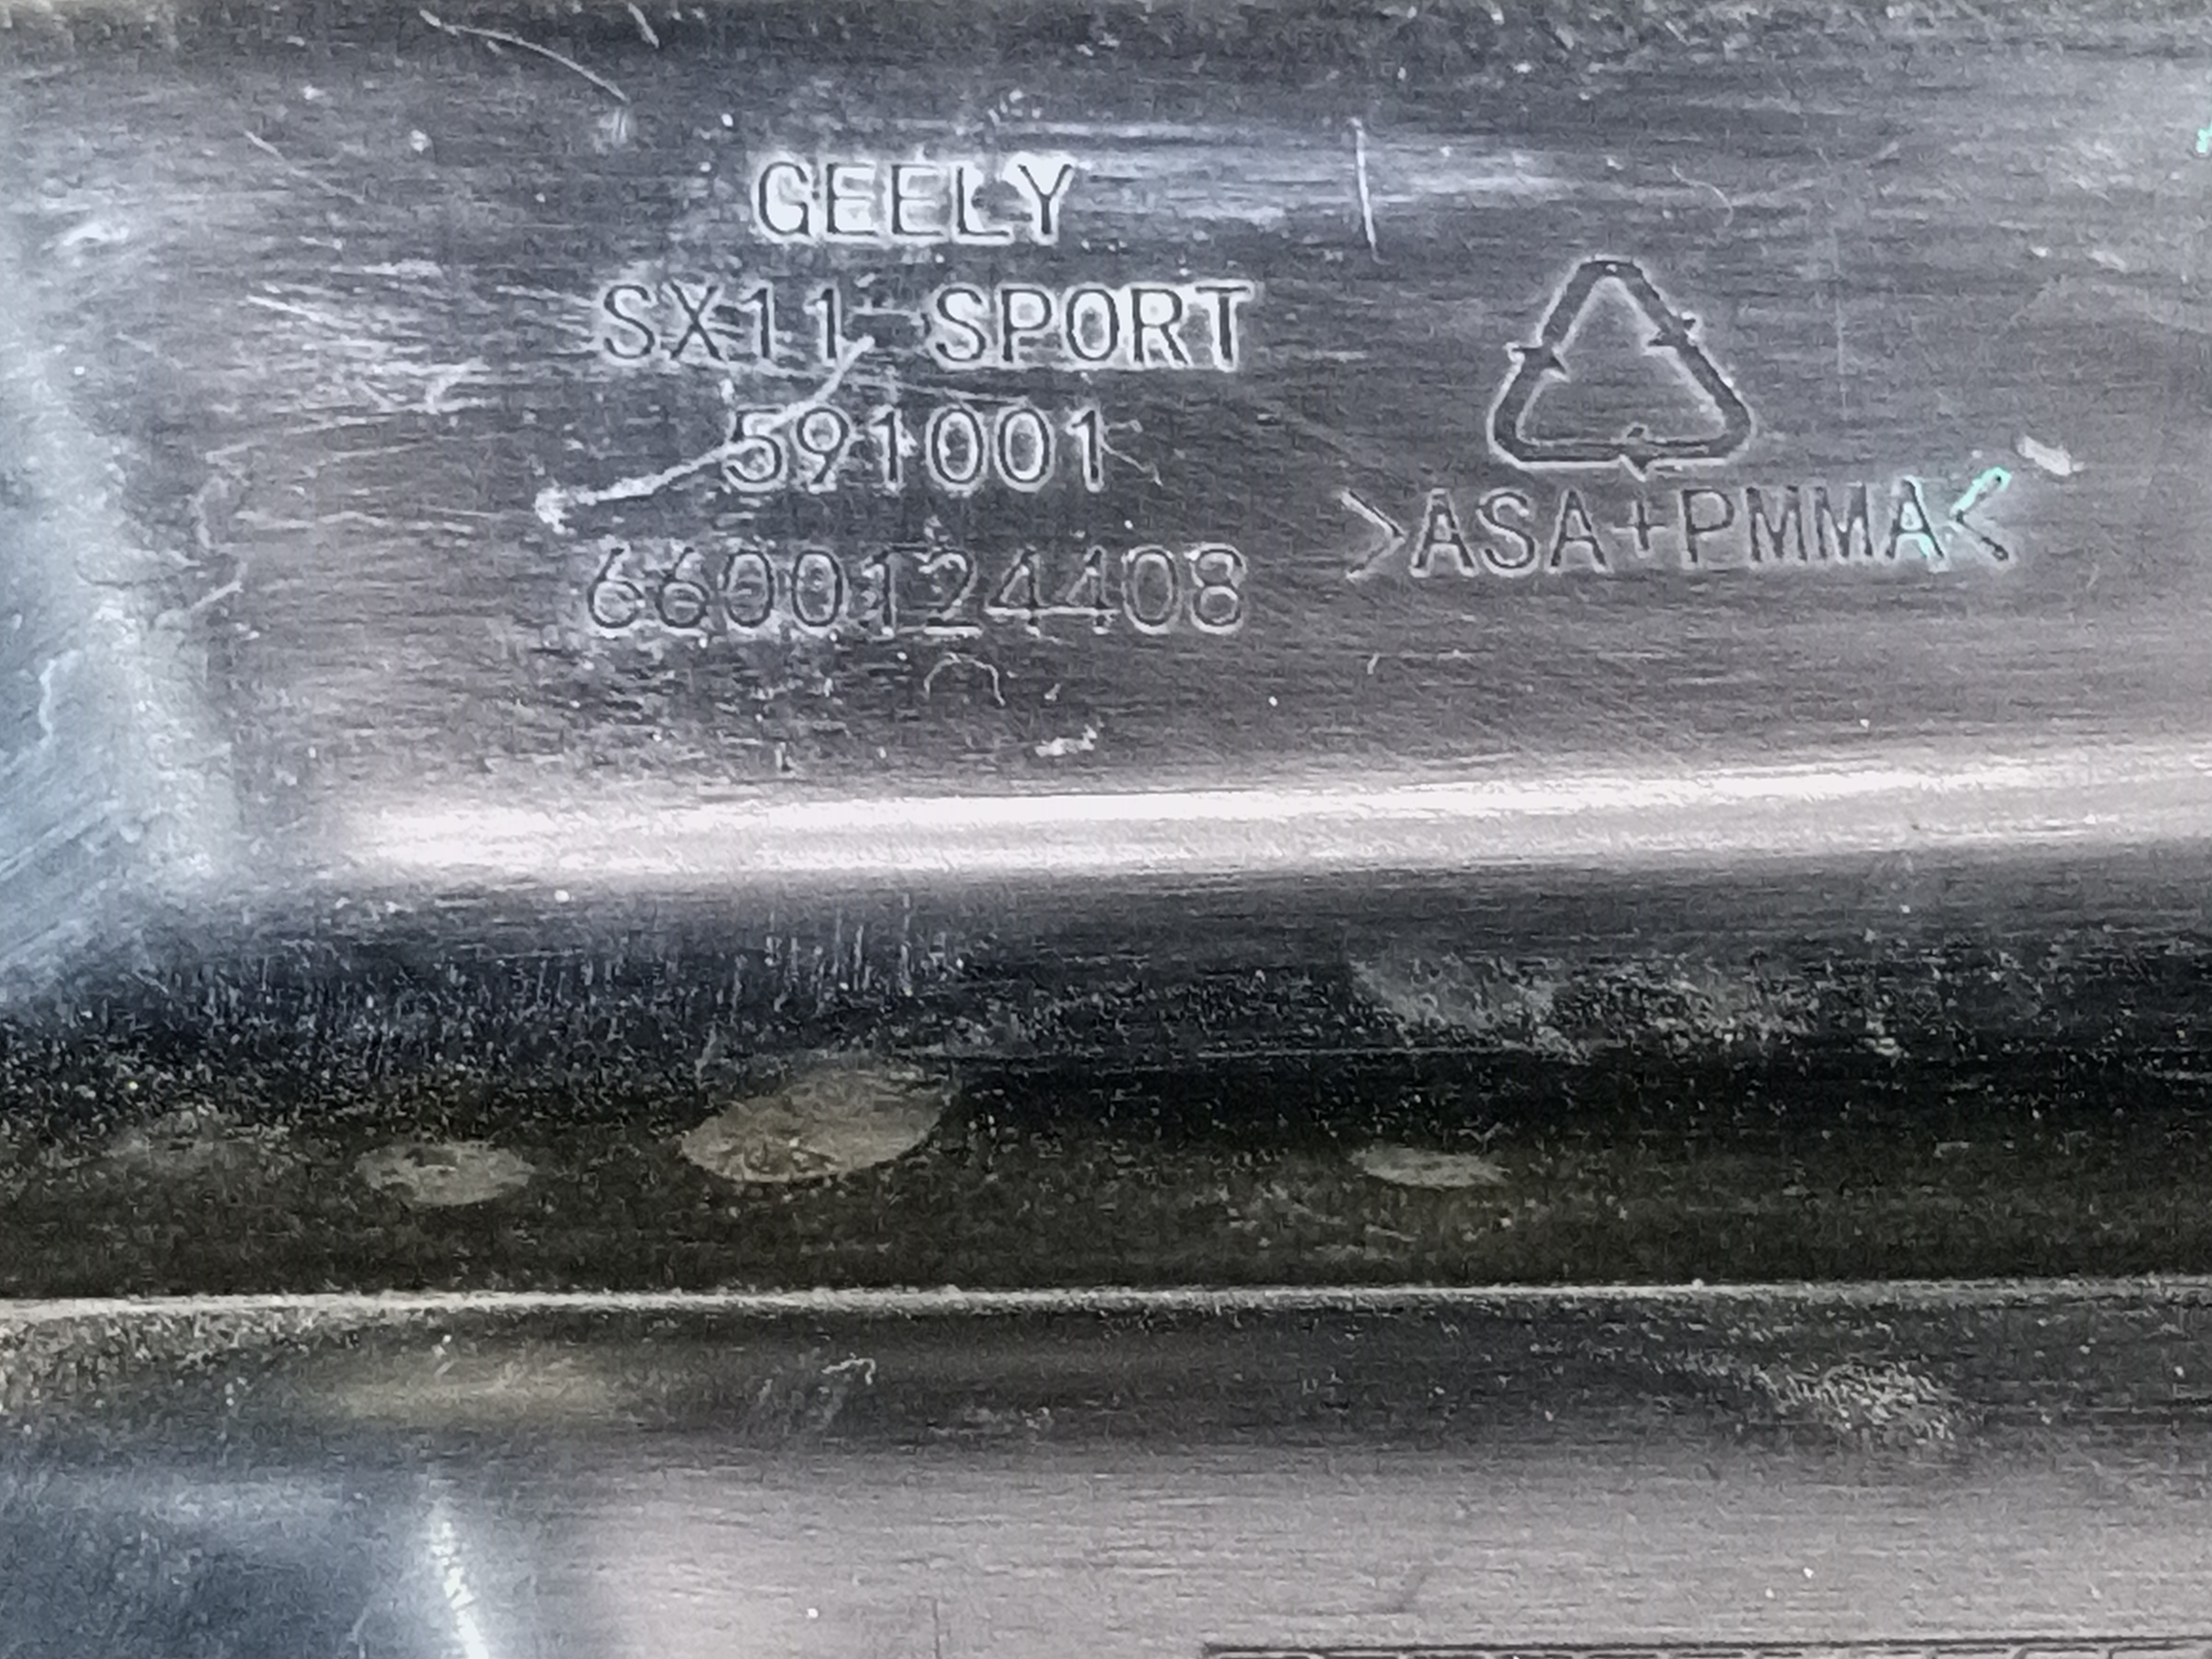 GEELY
SX11 SPORT
591001
6600124408
>ASA+PMMA<